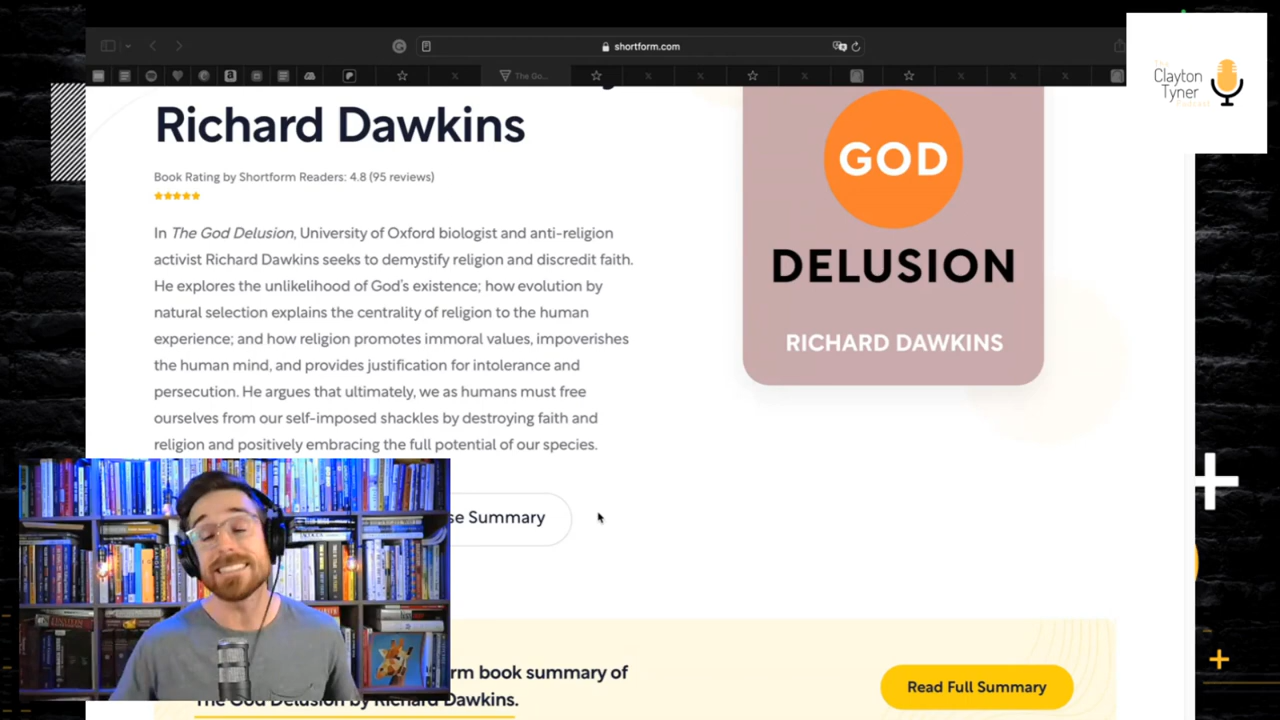 shortform.com
The Go...
The
Clayton
Tyner
Podcast
Richard Dawkins
Book Rating by Shortform Readers: 4.8 (95 reviews)
In The God Delusion, University of Oxford biologist and anti-religion
activist Richard Dawkins seeks to demystify religion and discredit faith.
He explores the unlikelihood of God's existence; how evolution by
natural selection explains the centrality of religion to the human
experience; and how religion promotes immoral values, impoverishes
the human mind, and provides justification for intolerance and
persecution. He argues that ultimately, we as humans must free
ourselves from our self-imposed shackles by destroying faith and
religion and positively embracing the full potential of our species.
GOD
DELUSION
RICHARD DAWKINS
se Summary
rm book summary of
The God Delusion by Richard Dawkins.
Read Full Summary